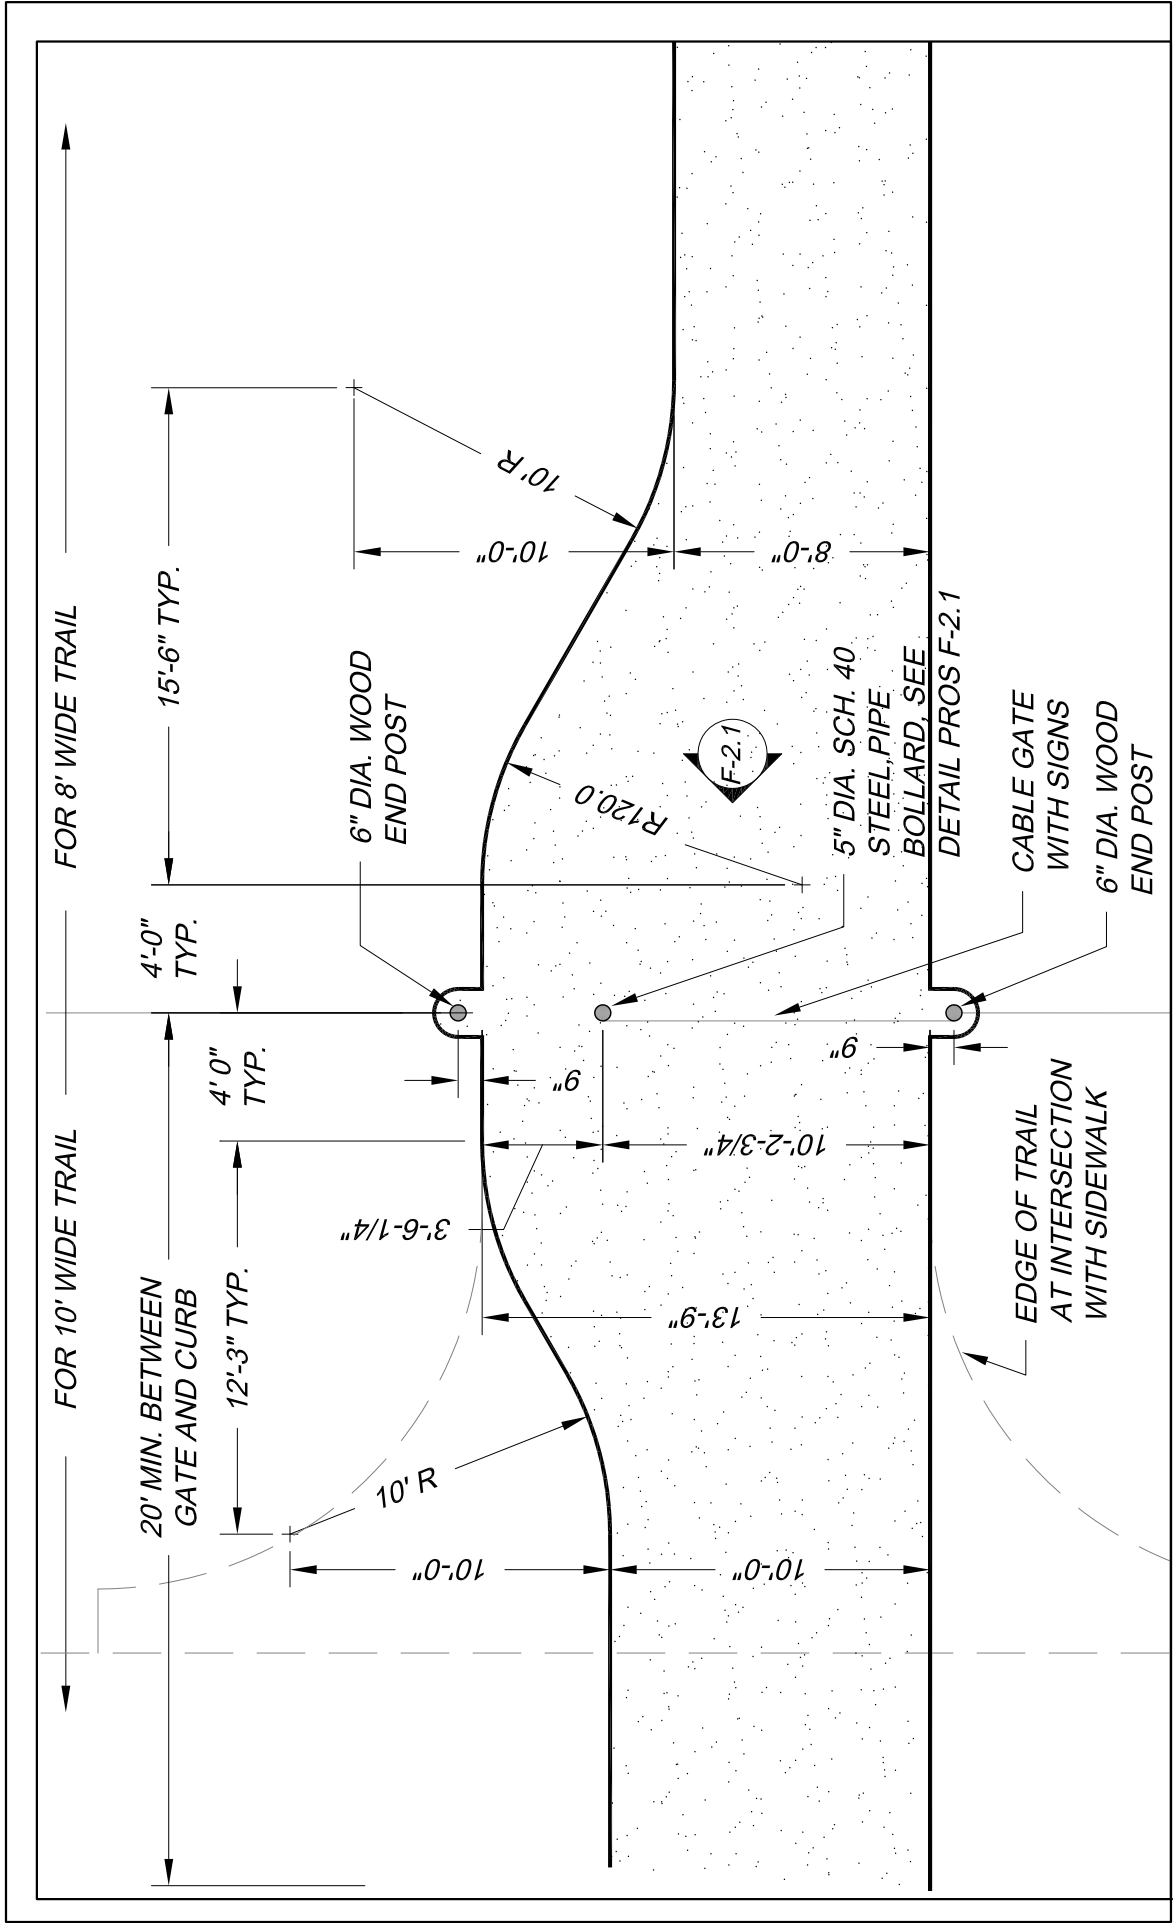 FOR 10' WIDE TRAIL
FOR 8' WIDE TRAIL
20' MIN. BETWEEN
GATE AND CURB
4'-0"
TYP.
15'-6" TYP.
12'-3" TYP.
4' 0"
TYP.
6" DIA. WOOD
END POST
10' R
10' R
10'-0"
10'-0"
10'-0"
8'-0"
3'-6-1/4"
9"
R120.0
F-2.1
13'-9"
10'-2-3/4"
9"
5" DIA. SCH. 40
STEEL PIPE
BOLLARD, SEE
DETAIL PROS F-2.1
CABLE GATE
WITH SIGNS
6" DIA. WOOD
END POST
EDGE OF TRAIL
AT INTERSECTION
WITH SIDEWALK